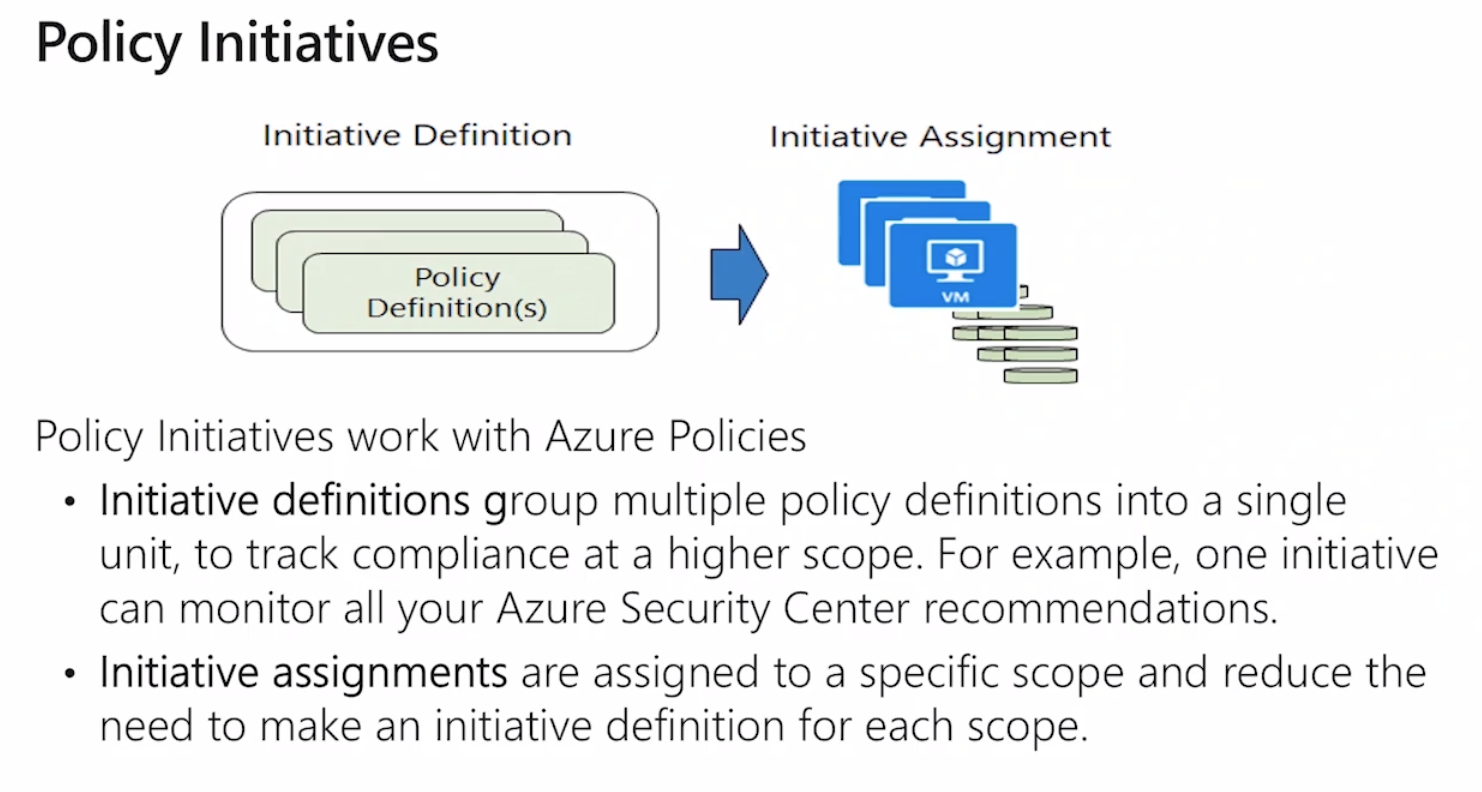 Policy Initiatives
Initiative Definition
Initiative Assignment
Policy
Definition(s)
VM
Policy Initiatives work with Azure Policies
• Initiative definitions group multiple policy definitions into a single
unit, to track compliance at a higher scope. For example, one initiative
can monitor all your Azure Security Center recommendations.
• Initiative assignments are assigned to a specific scope and reduce the
need to make an initiative definition for each scope.